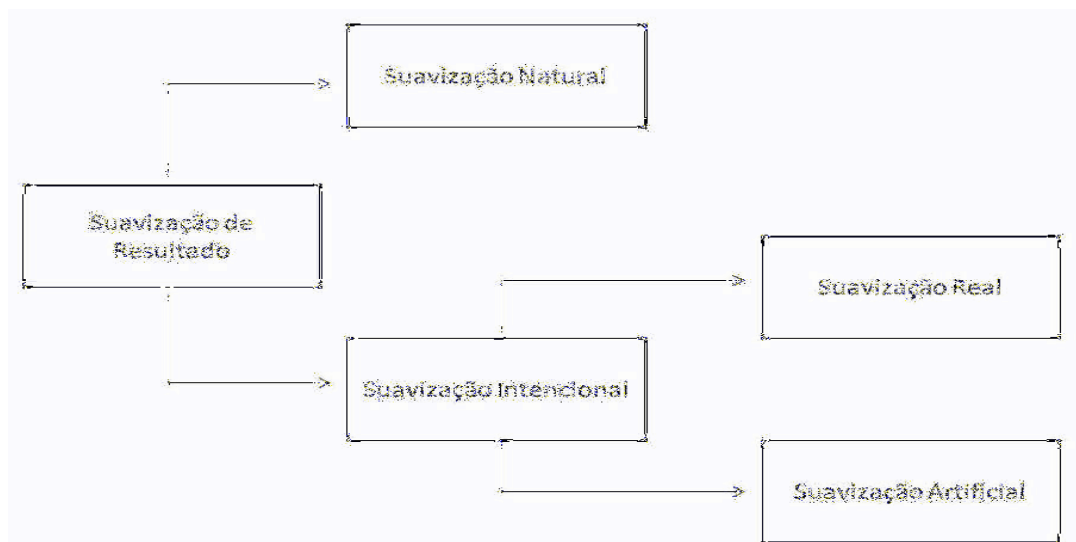 Suavização Natural
Suavização de
Resultado
Suavização Real
Suavização Intencional
Suavização Artificial